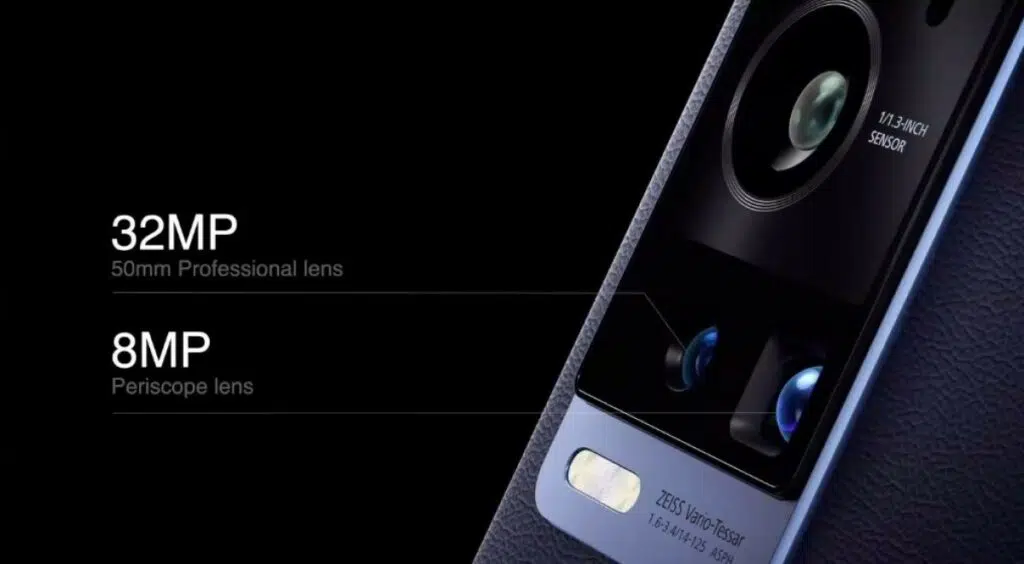 32MP
50mm Professional lens
8MP
Periscope lens
1/1.3-INCH
SENSOR
ZEISS Vario-Tessar
1.6-3.4/14-125 ASPH